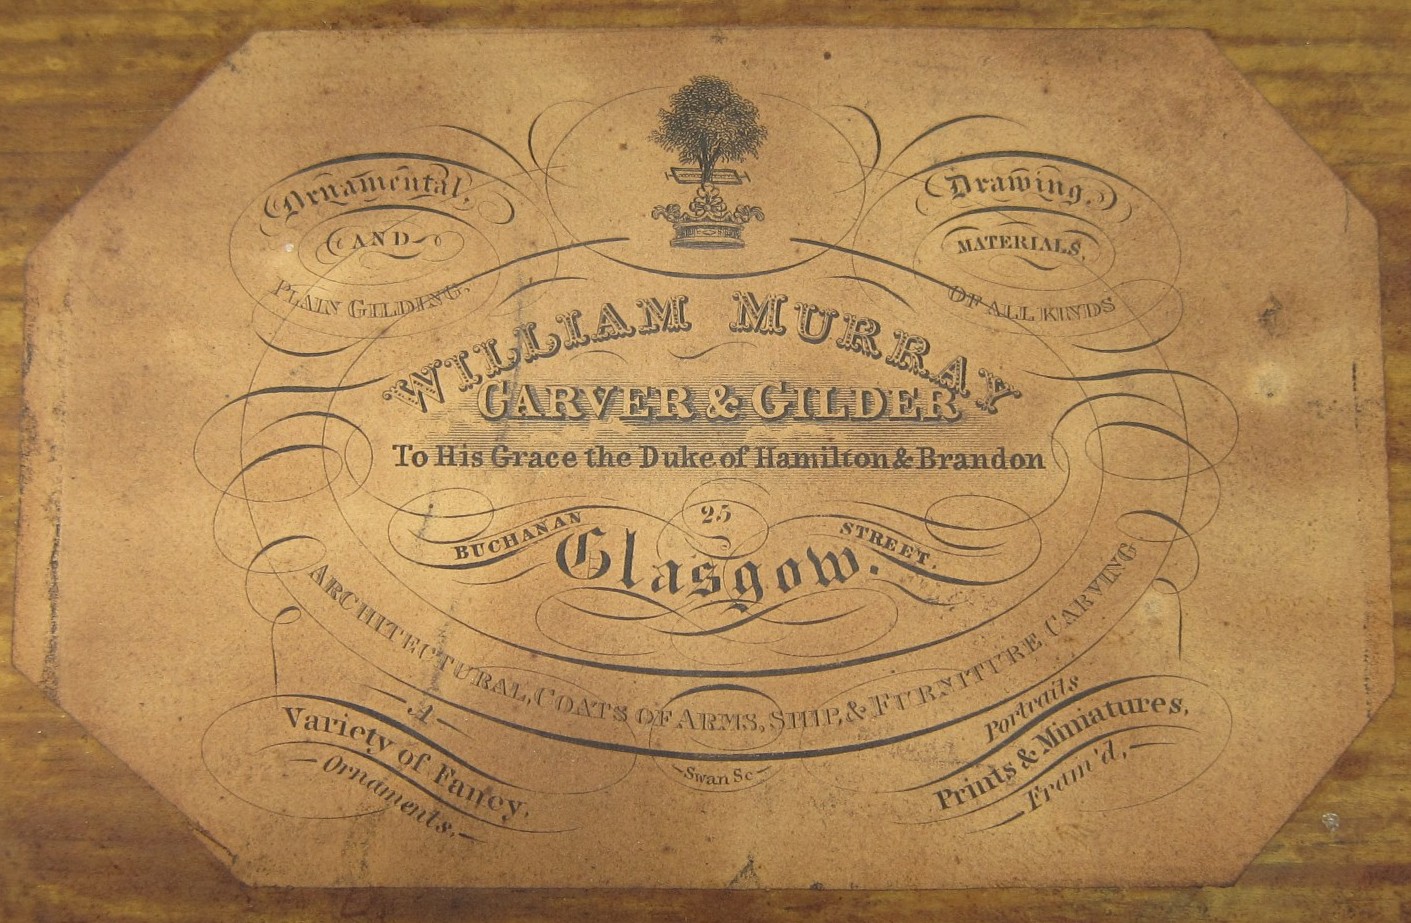 Ornamental,
AND
PLAIN GILDING,
Drawing,
MATERIALS,
OF ALL KINDS
WILLIAM MURRAY
CARVER & GILDER
To His Grace the Duke of Hamilton & Brandon
25
BUCHANAN STREET.
Glasgow.
ARCHITECTURAL, COATS OF ARMS, SHIP, & FURNITURE CARVING
A
Variety of Fancy,
Ornaments.
Swan Sc
Portraits
Prints & Miniatures,
Fram'd,